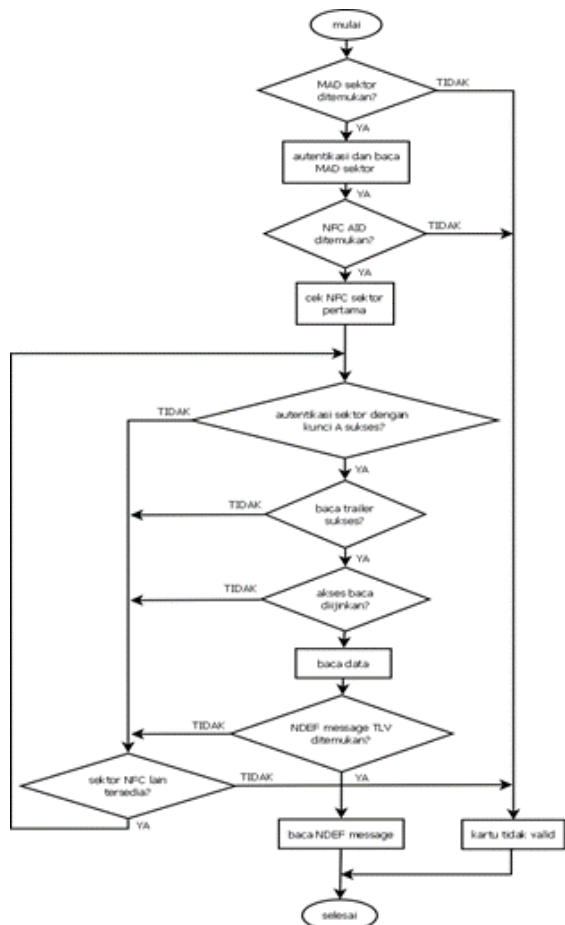 mulai
MAD sektor
ditemukan?
TIDAK
YA
autentikasi dan baca
MAD sektor
YA
NFC AID
ditemukan?
TIDAK
YA
cek NFC sektor
pertama
TIDAK
autentikasi sektor dengan
kunci A sukses?
YA
TIDAK
baca trailer
sukses?
YA
TIDAK
akses baca
diijinkan?
baca data
TIDAK
NDEF message TLV
ditemukan?
sektor NFC lain
tersedia?
TIDAK
YA
YA
baca NDEF message
kartu tidak valid
selesai